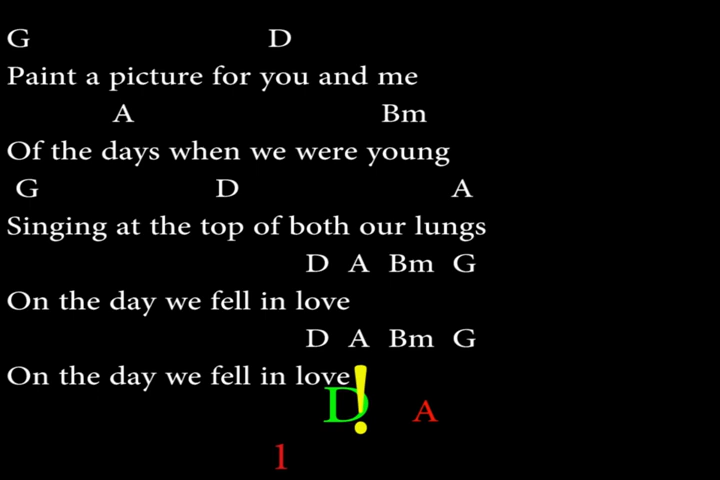 G D
Paint a picture for you and me
A Bm
Of the days when we were young
G D A
Singing at the top of both our lungs
D A Bm G
On the day we fell in love
D A Bm G
On the day we fell in love
D! A
1